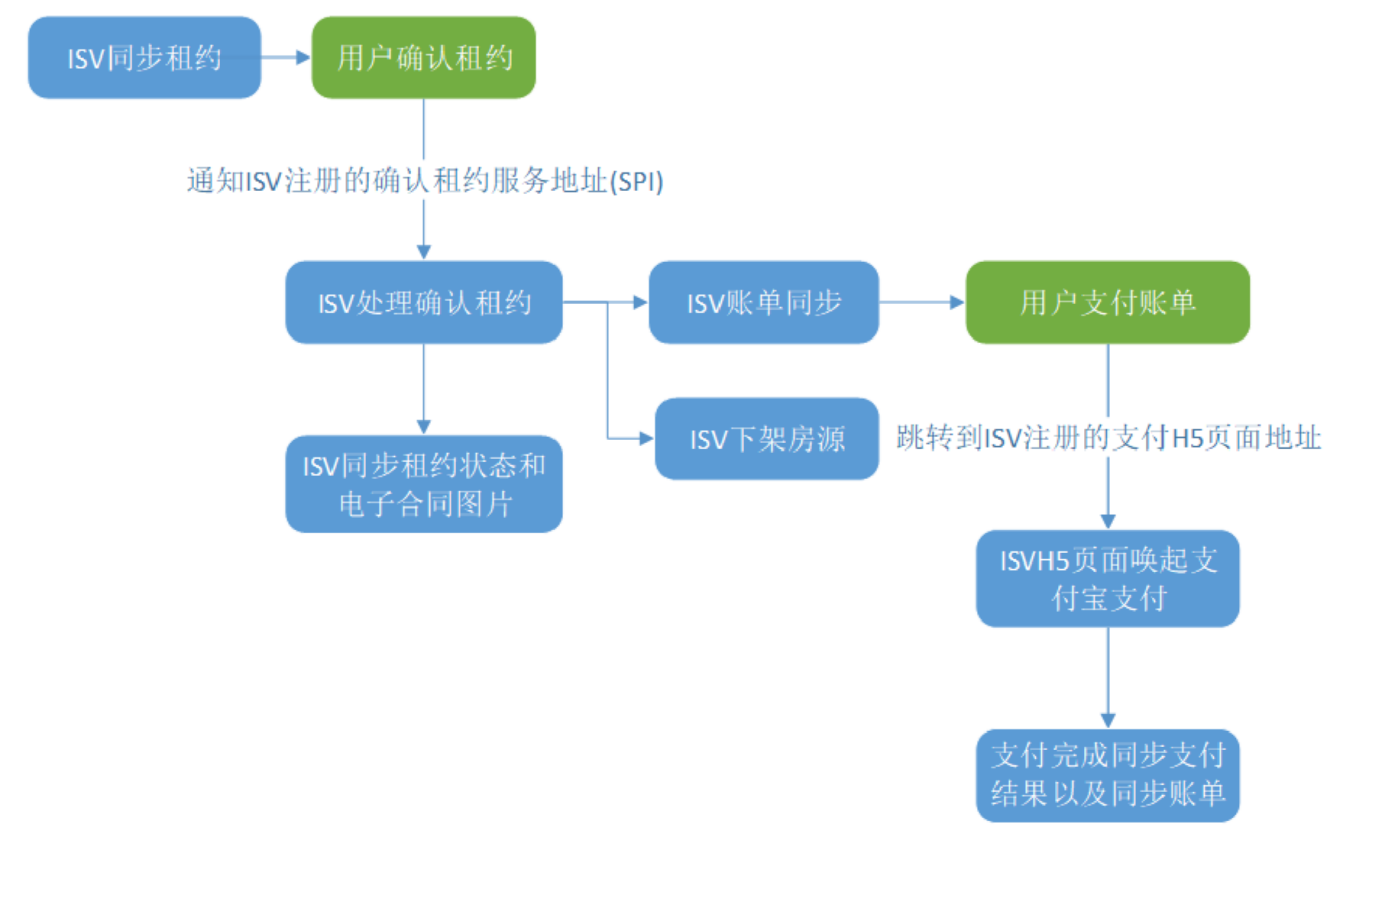 ISV同步租约
用户确认租约
通知ISV注册的确认租约服务地址(SPI)
ISV处理确认租约
ISV账单同步
用户支付账单
ISV下架房源
跳转到ISV注册的支付H5页面地址
ISV同步租约状态和
电子合同图片
ISVH5页面唤起支
付宝支付
支付完成同步支付
结果以及同步账单